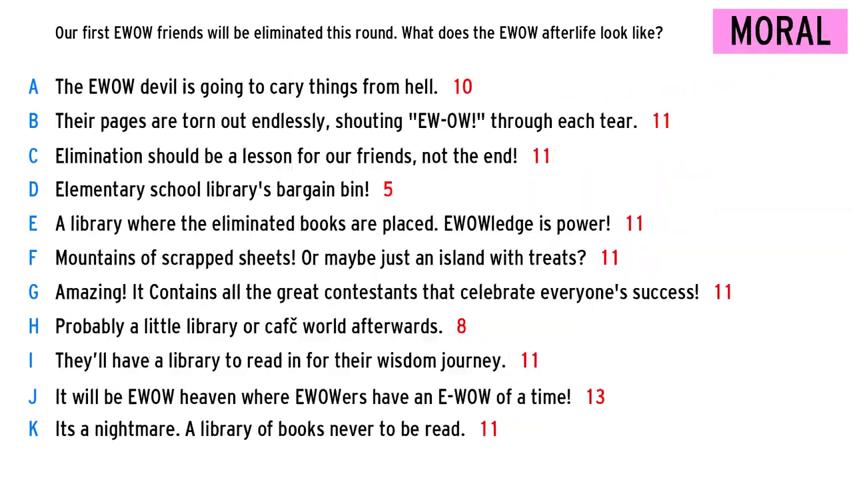 Our first EWOW friends will be eliminated this round. What does the EWOW afterlife look like?
MORAL
A The EWOW devil is going to cary things from hell. 10
B Their pages are torn out endlessly, shouting "EW-OW!" through each tear. 11
C Elimination should be a lesson for our friends, not the end! 11
D Elementary school library's bargain bin! 5
E A library where the eliminated books are placed. EWOWledge is power! 11
F Mountains of scrapped sheets! Or maybe just an island with treats? 11
G Amazing! It Contains all the great contestants that celebrate everyone's success! 11
H Probably a little library or cafč world afterwards. 8
I They'll have a library to read in for their wisdom journey. 11
J It will be EWOW heaven where EWOWers have an E-WOW of a time! 13
K Its a nightmare. A library of books never to be read. 11